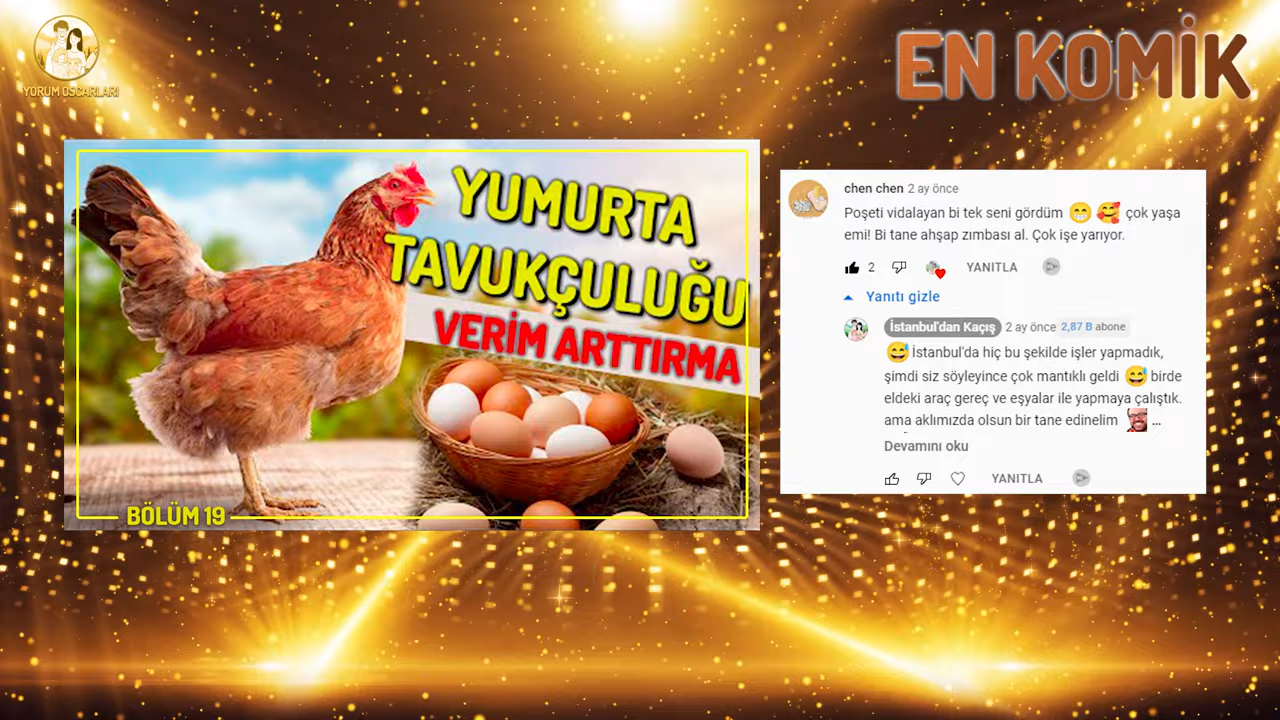 YORUM OSCARLARI
EN KOMİK
YUMURTA
TAVUKÇULUĞU
VERİM ARTTIRMA
BÖLÜM 19
chen chen 2 ay önce
Poşeti vidalayan bi tek seni gördüm 😁 🥰 çok yaşa
emi! Bi tane ahşap zımbası al. Çok işe yarıyor.
2 YANITLA
Yanıtı gizle
İstanbul'dan Kaçış 2 ay önce 2,87 B abone
😅 İstanbul'da hiç bu şekilde işler yapmadık,
şimdi siz söyleyince çok mantıklı geldi 😅 birde
eldeki araç gereç ve eşyalar ile yapmaya çalıştık.
ama aklımızda olsun bir tane edinelim ...
Devamını oku
YANITLA